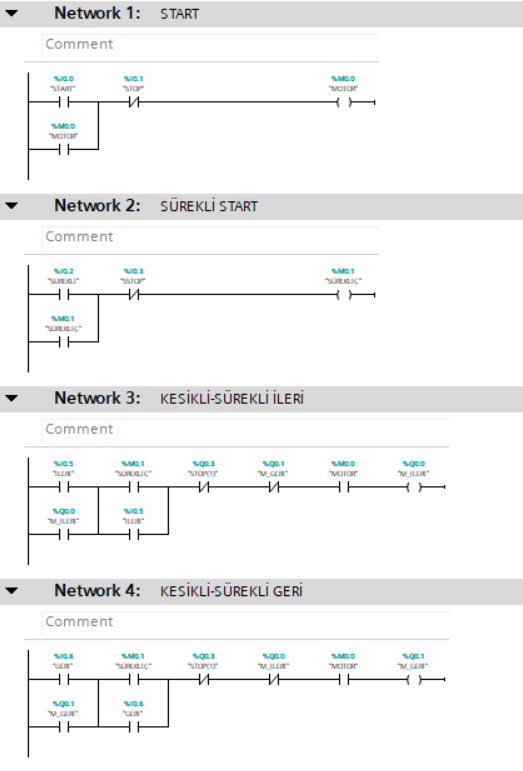 Network 1: START
Comment
%I0.0 %I0.1 %M0.0
"START" "STOP" "MOTOR"
%M0.0
"MOTOR"
Network 2: SÜREKLİ START
Comment
%I0.2 %I0.3 %M0.1
"SÜREKLI" "SSTOP" "SÜREKLIÇ"
%M0.1
"SÜREKLIÇ"
Network 3: KESİKLİ-SÜREKLİ İLERİ
Comment
%I0.5 %M0.1 %Q0.3 %Q0.1 %M0.0 %Q0.0
"ILERI" "SÜREKLIÇ" "STOP(1)" "M_GERI" "MOTOR" "M_ILERI"
%Q0.0 %I0.5
"M_ILERI" "ILERI"
Network 4: KESİKLİ-SÜREKLİ GERİ
Comment
%I0.6 %M0.1 %Q0.3 %Q0.0 %M0.0 %Q0.1
"GERI" "SÜREKLIÇ" "STOP(1)" "M_ILERI" "MOTOR" "M_GERI"
%Q0.1 %I0.6
"M_GERI" "GERI"